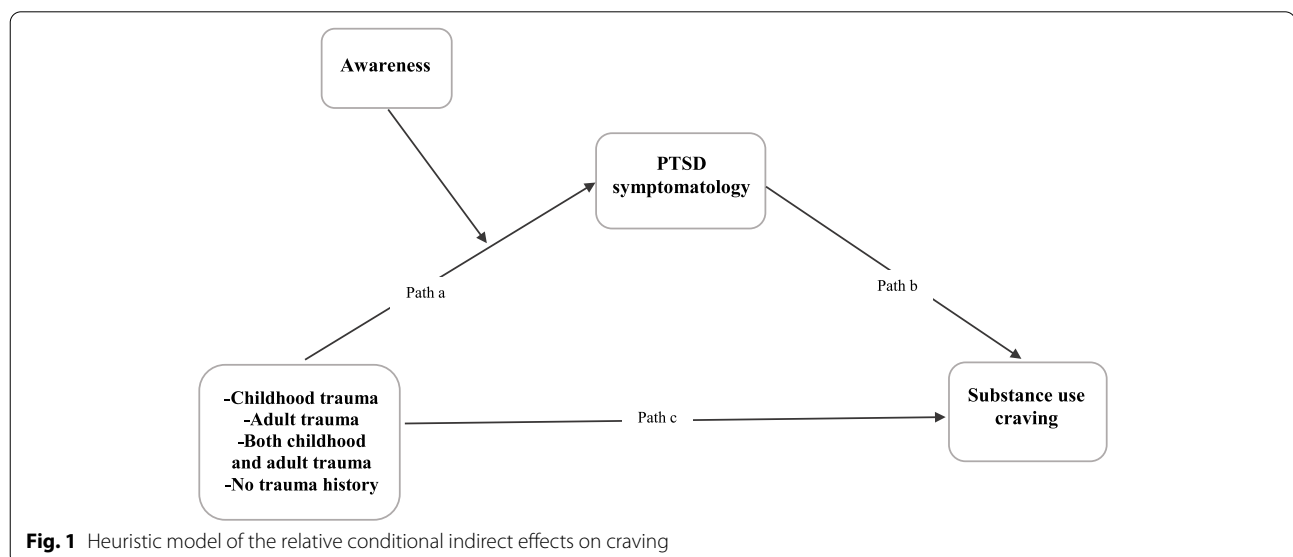 Awareness
PTSD
symptomatology
Path a
Path b
-Childhood trauma
-Adult trauma
-Both childhood
and adult trauma
-No trauma history
Path c
Substance use
craving
Fig. 1 Heuristic model of the relative conditional indirect effects on craving